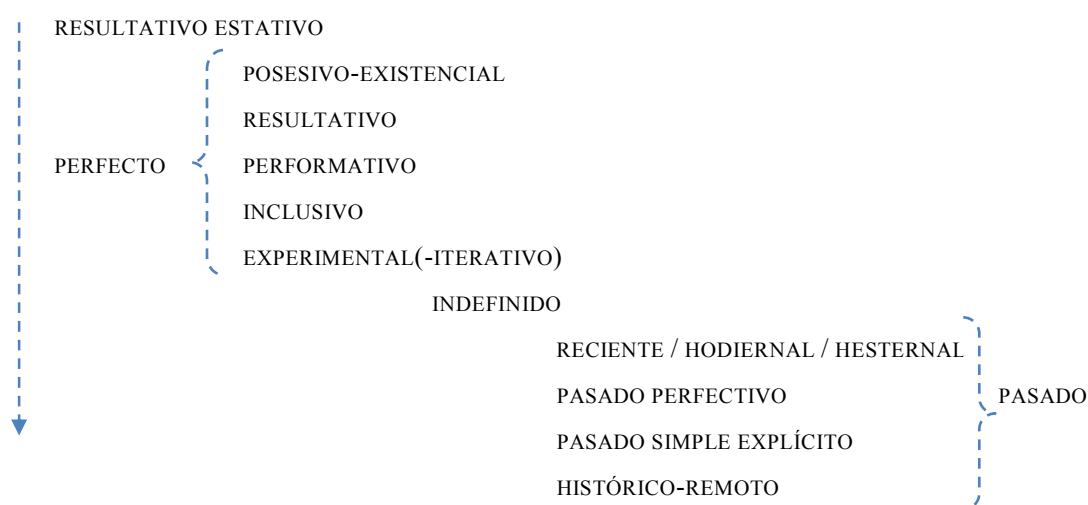 RESULTATIVO ESTATIVO
POSESIVO-EXISTENCIAL
RESULTATIVO
PERFECTO PERFORMATIVO
INCLUSIVO
EXPERIMENTAL(-ITERATIVO)
INDEFINIDO
RECIENTE / HODIERNAL / HESTERNAL
PASADO PERFECTIVO PASADO
PASADO SIMPLE EXPLÍCITO
HISTÓRICO-REMOTO